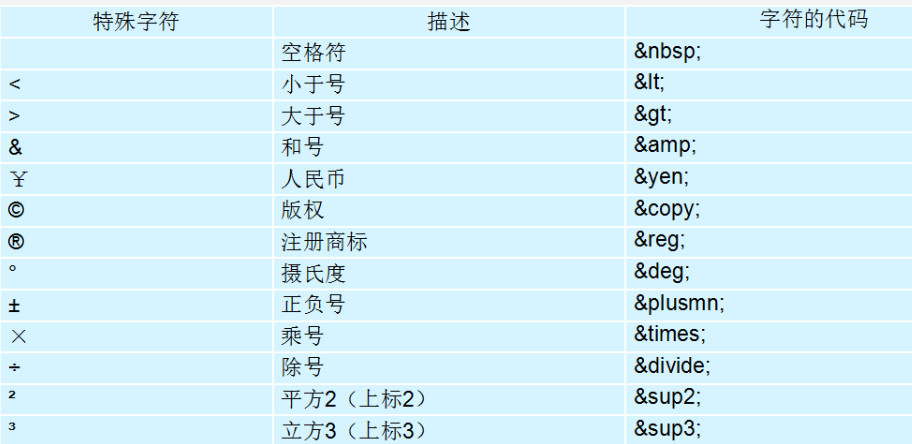 特殊字符 描述 字符的代码
空格符 &nbsp;
< 小于号 &lt;
> 大于号 &gt;
& 和号 &amp;
¥ 人民币 &yen;
© 版权 &copy;
® 注册商标 &reg;
° 摄氏度 &deg;
± 正负号 &plusmn;
× 乘号 &times;
÷ 除号 &divide;
² 平方2（上标2） &sup2;
³ 立方3（上标3） &sup3;